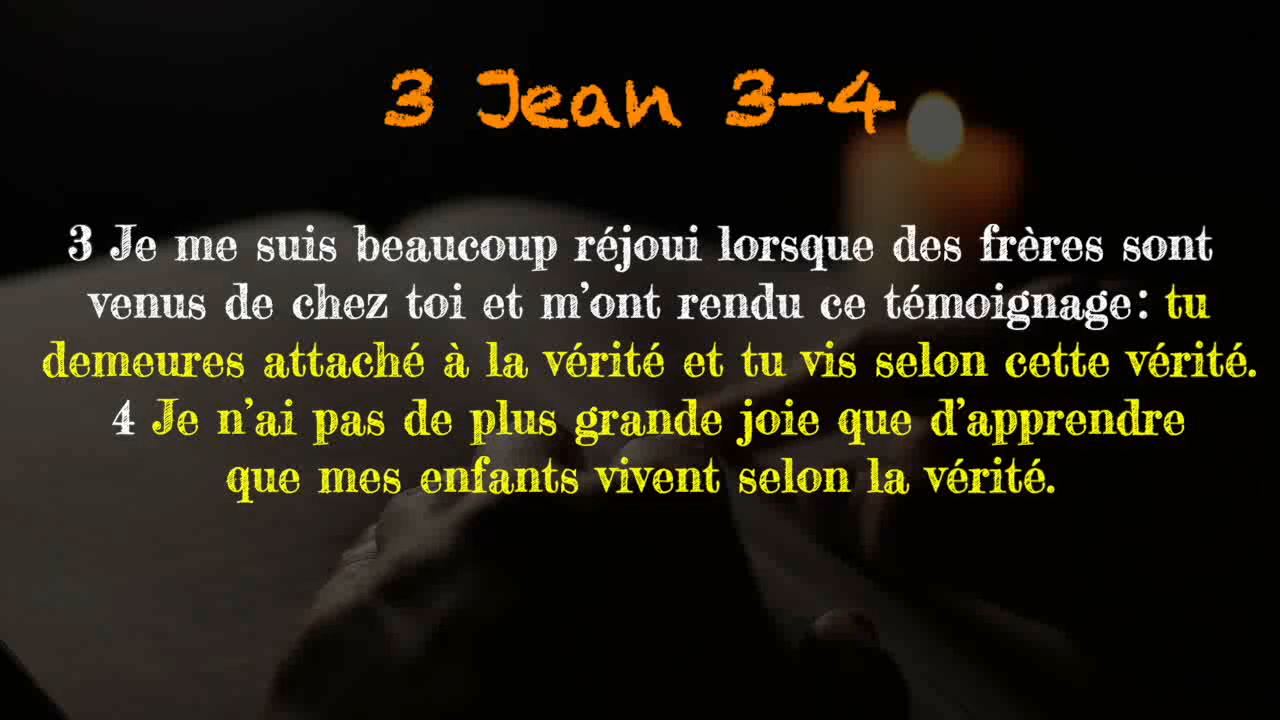 3 Jean 3-4
3 Je me suis beaucoup réjoui lorsque des frères sont
venus de chez toi et m'ont rendu ce témoignage: tu
demeures attaché à la vérité et tu vis selon cette vérité.
4 Je n'ai pas de plus grande joie que d'apprendre
que mes enfants vivent selon la vérité.